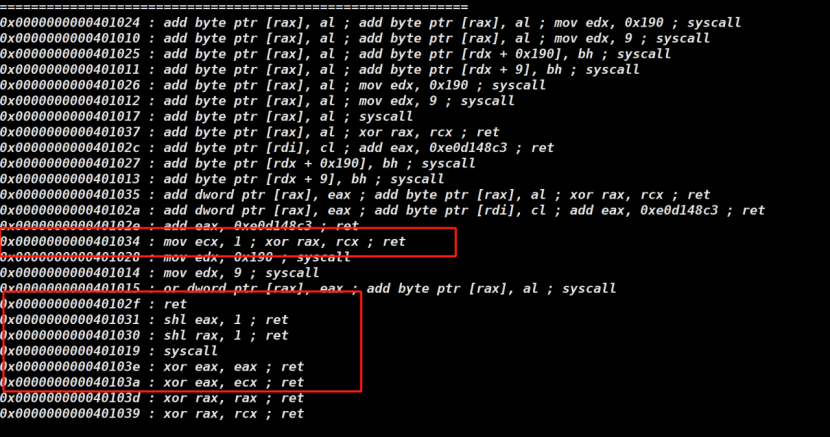 ============================================================
0x0000000000401024 : add byte ptr [rax], al ; add byte ptr [rax], al ; mov edx, 0x190 ; syscall
0x0000000000401010 : add byte ptr [rax], al ; add byte ptr [rax], al ; mov edx, 9 ; syscall
0x0000000000401025 : add byte ptr [rax], al ; add byte ptr [rdx + 0x190], bh ; syscall
0x0000000000401011 : add byte ptr [rax], al ; add byte ptr [rdx + 9], bh ; syscall
0x0000000000401026 : add byte ptr [rax], al ; mov edx, 0x190 ; syscall
0x0000000000401012 : add byte ptr [rax], al ; mov edx, 9 ; syscall
0x0000000000401017 : add byte ptr [rax], al ; syscall
0x0000000000401037 : add byte ptr [rax], al ; xor rax, rcx ; ret
0x000000000040102c : add byte ptr [rdi], cl ; add eax, 0xe0d148c3 ; ret
0x0000000000401027 : add byte ptr [rdx + 0x190], bh ; syscall
0x0000000000401013 : add byte ptr [rdx + 9], bh ; syscall
0x0000000000401035 : add dword ptr [rax], eax ; add byte ptr [rax], al ; xor rax, rcx ; ret
0x000000000040102a : add dword ptr [rax], eax ; add byte ptr [rdi], cl ; add eax, 0xe0d148c3 ; ret
0x000000000040102e : add eax, 0xe0d148c3 ; ret
0x0000000000401034 : mov ecx, 1 ; xor rax, rcx ; ret
0x0000000000401028 : mov edx, 0x190 ; syscall
0x0000000000401014 : mov edx, 9 ; syscall
0x0000000000401015 : or dword ptr [rax], eax ; add byte ptr [rax], al ; syscall
0x000000000040102f : ret
0x0000000000401031 : shl eax, 1 ; ret
0x0000000000401030 : shl rax, 1 ; ret
0x0000000000401019 : syscall
0x000000000040103e : xor eax, eax ; ret
0x000000000040103a : xor eax, ecx ; ret
0x000000000040103d : xor rax, rax ; ret
0x0000000000401039 : xor rax, rcx ; ret